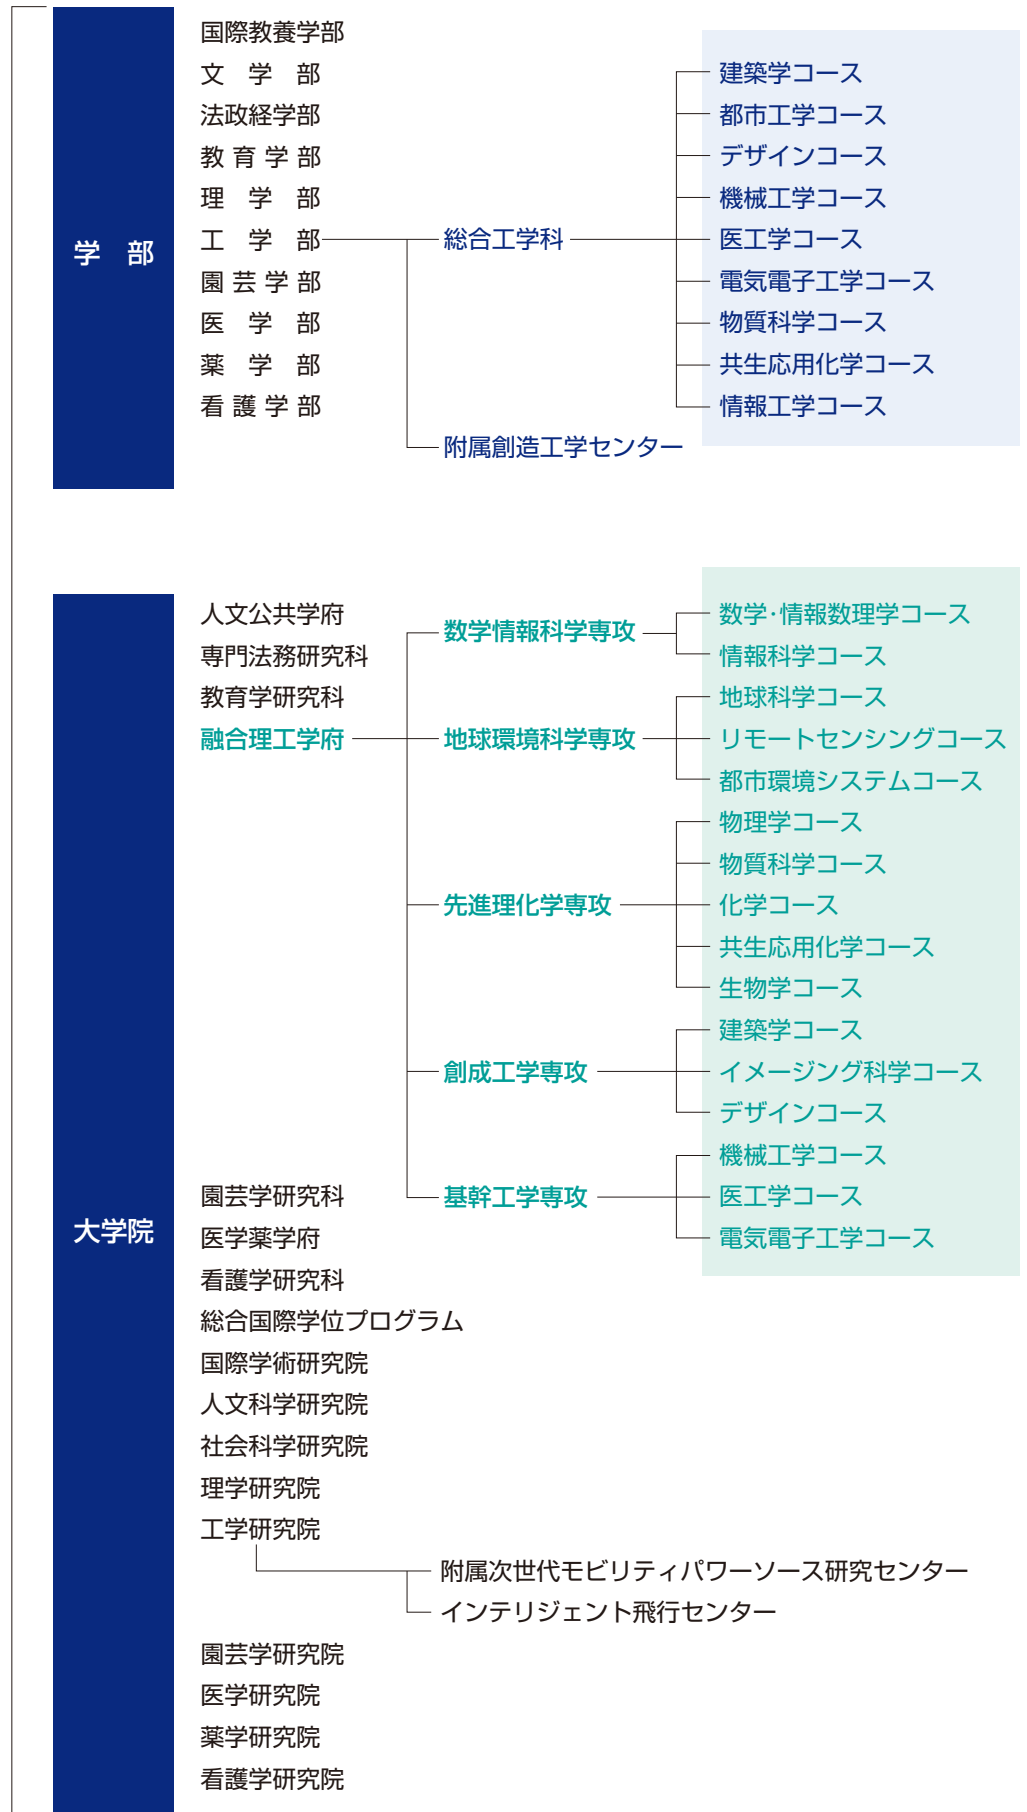 学 部
国際教養学部
文 学 部
法政経学部
教 育 学 部
理 学 部
工 学 部
園 芸 学 部
医 学 部
薬 学 部
看 護 学 部
総合工学科
附属創造工学センター
建築学コース
都市工学コース
デザインコース
機械工学コース
医工学コース
電気電子工学コース
物質科学コース
共生応用化学コース
情報工学コース
大学院
人文公共学府
専門法務研究科
教育学研究科
融合理工学府
数学情報科学専攻
数学・情報数理学コース
情報科学コース
地球環境科学専攻
地球科学コース
リモートセンシングコース
都市環境システムコース
先進理化学専攻
物理学コース
物質科学コース
化学コース
共生応用化学コース
生物学コース
創成工学専攻
建築学コース
イメージング科学コース
デザインコース
基幹工学専攻
機械工学コース
医工学コース
電気電子工学コース
園芸学研究科
医学薬学府
看護学研究科
総合国際学位プログラム
国際学術研究院
人文科学研究院
社会科学研究院
理学研究院
工学研究院
附属次世代モビリティパワーソース研究センター
インテリジェント飛行センター
園芸学研究院
医学研究院
薬学研究院
看護学研究院